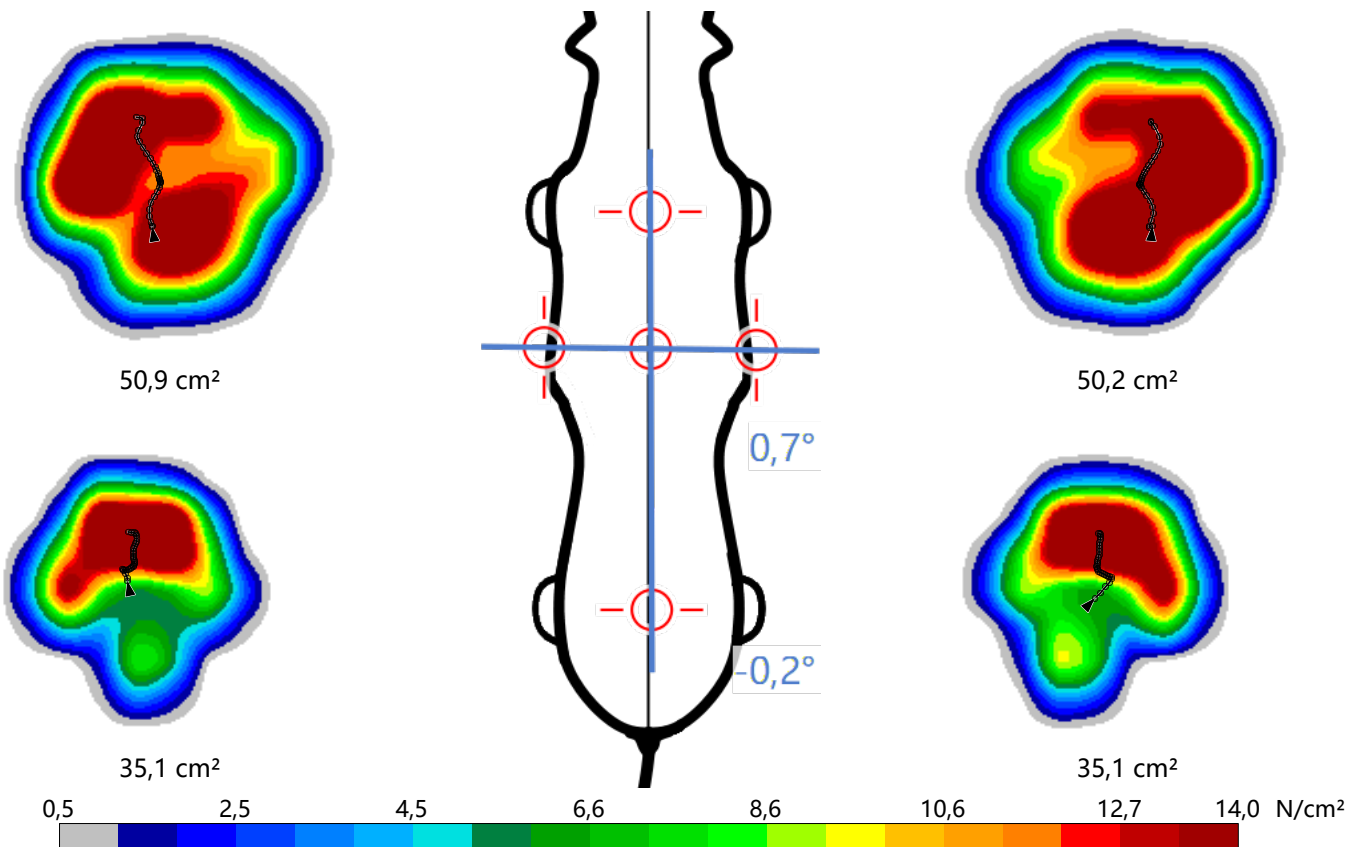 50,9 cm²
50,2 cm²
0,7°
-0,2°
35,1 cm²
35,1 cm²
0,5 2,5 4,5 6,6 8,6 10,6 12,7 14,0 N/cm²